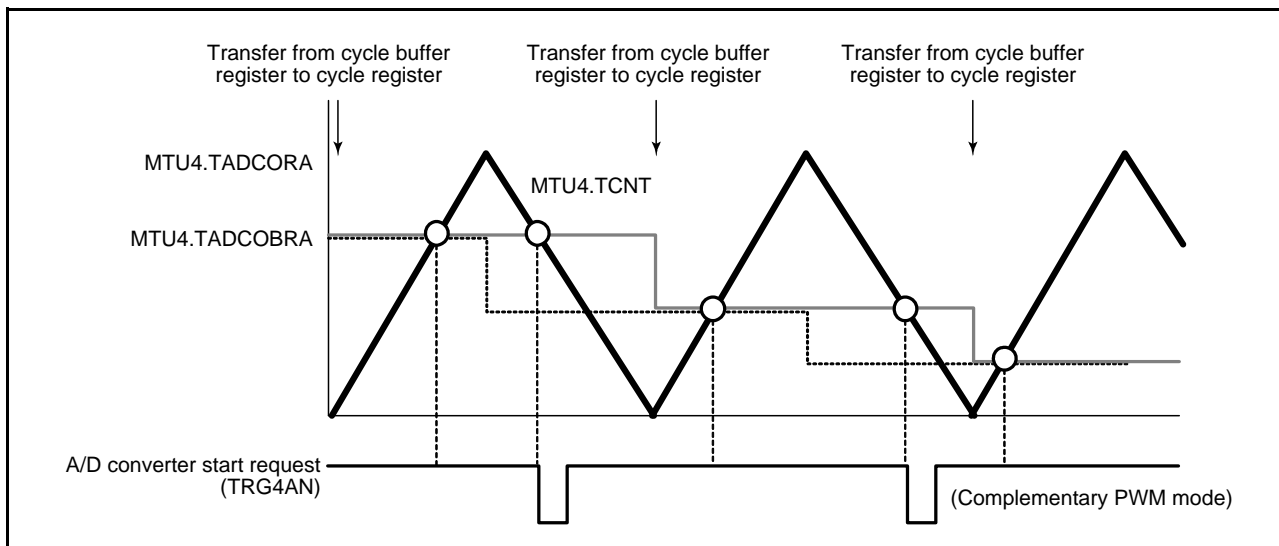 Transfer from cycle buffer
register to cycle register
Transfer from cycle buffer
register to cycle register
Transfer from cycle buffer
register to cycle register
MTU4.TADCORA
MTU4.TCNT
MTU4.TADCOBRA
A/D converter start request
(TRG4AN)
(Complementary PWM mode)